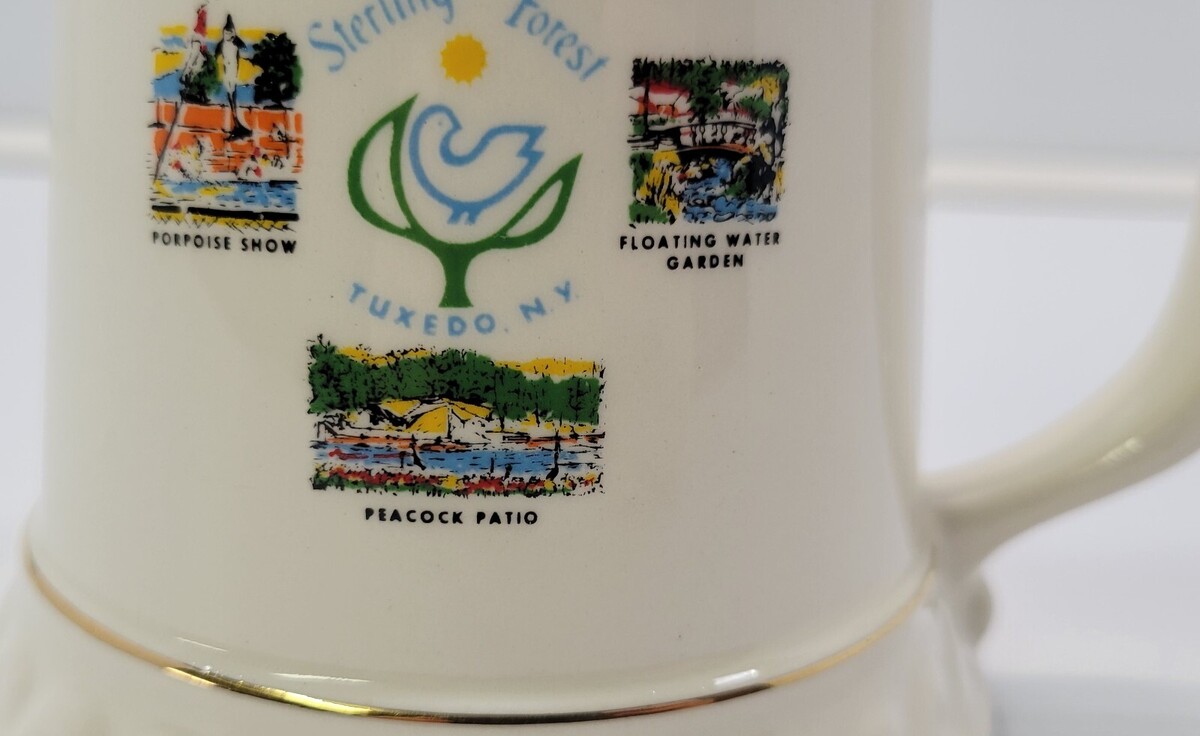 Sterling Forest
PORPOISE SHOW
FLOATING WATER
GARDEN
TUXEDO, N.Y.
PEACOCK PATIO